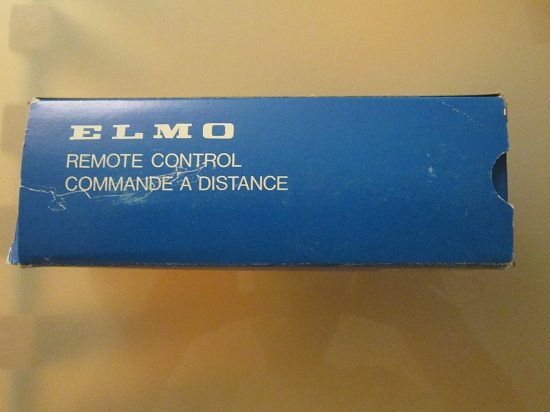 ELMO
REMOTE CONTROL
COMMANDE A DISTANCE